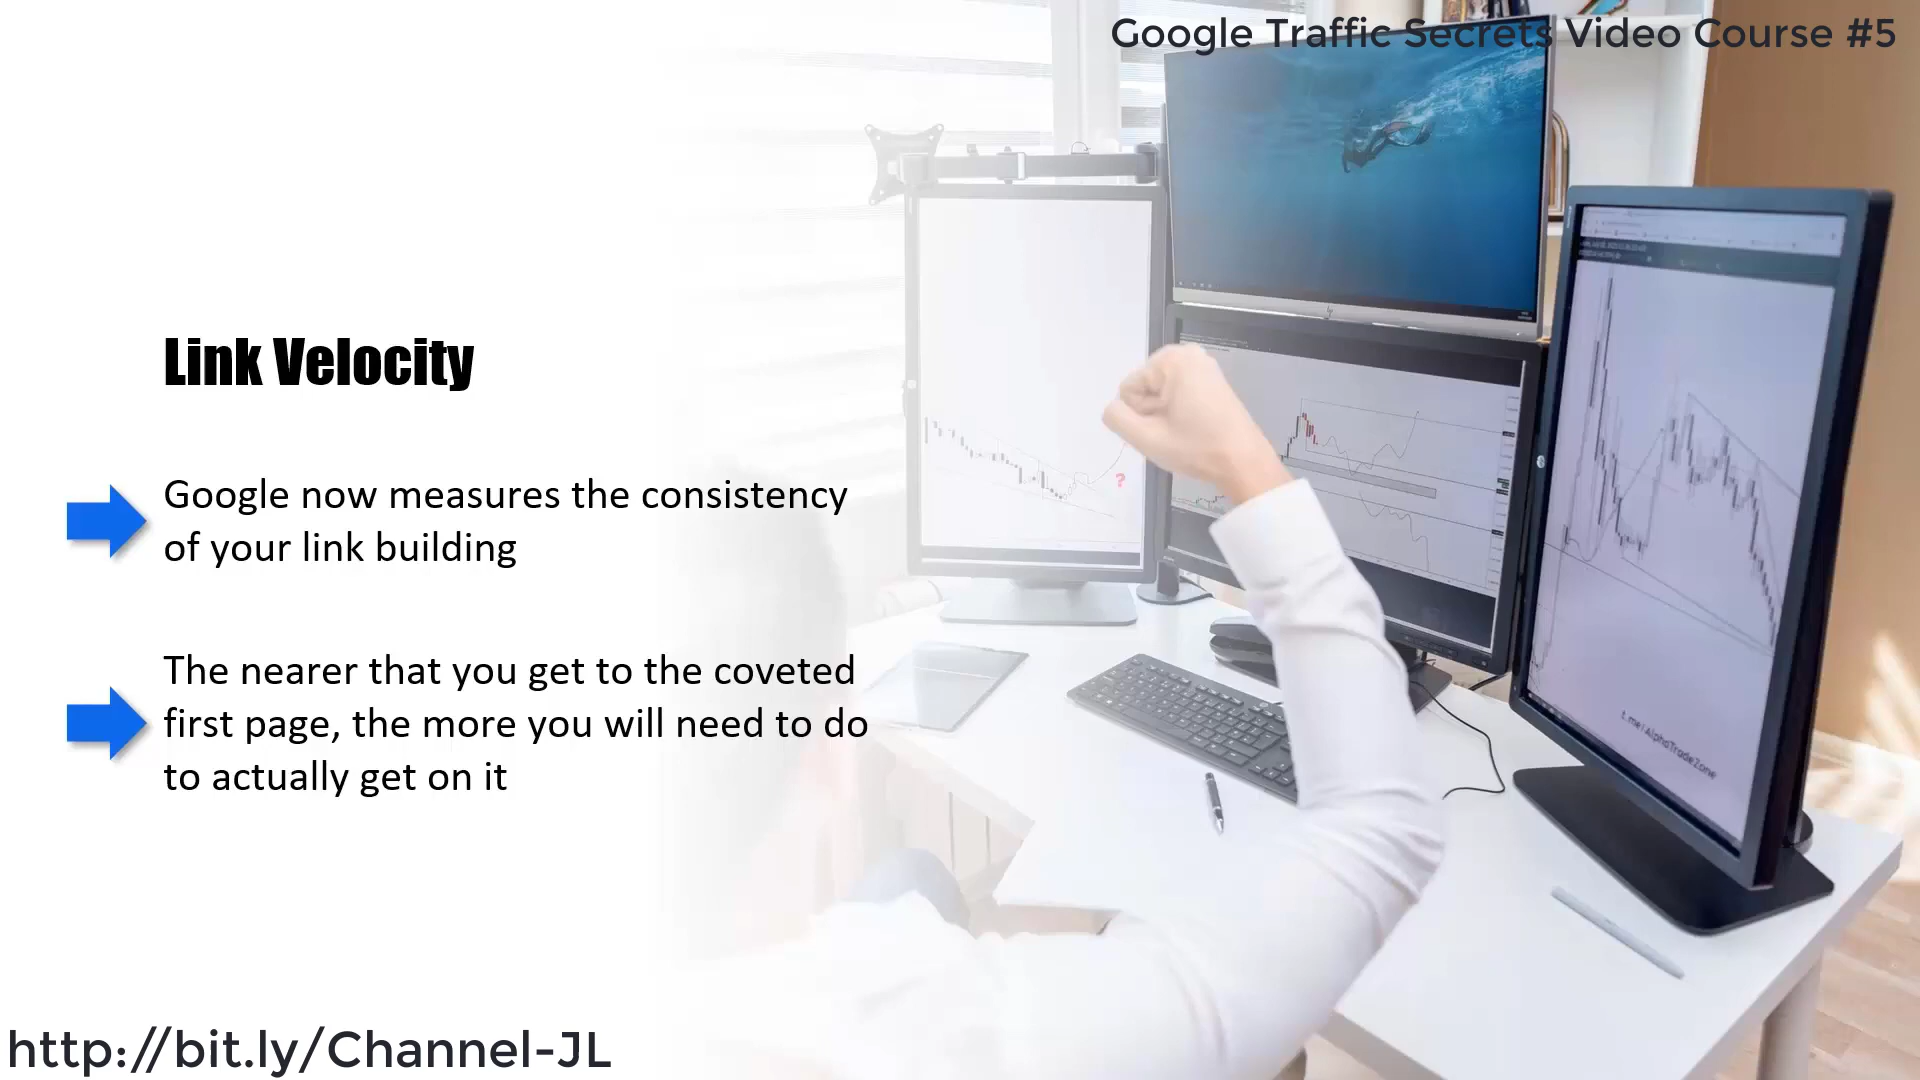 Google Traffic Secrets Video Course #5
Link Velocity
Google now measures the consistency
of your link building
The nearer that you get to the coveted
first page, the more you will need to do
to actually get on it
?
t.me/AlphaTradeZone
http://bit.ly/Channel-JL